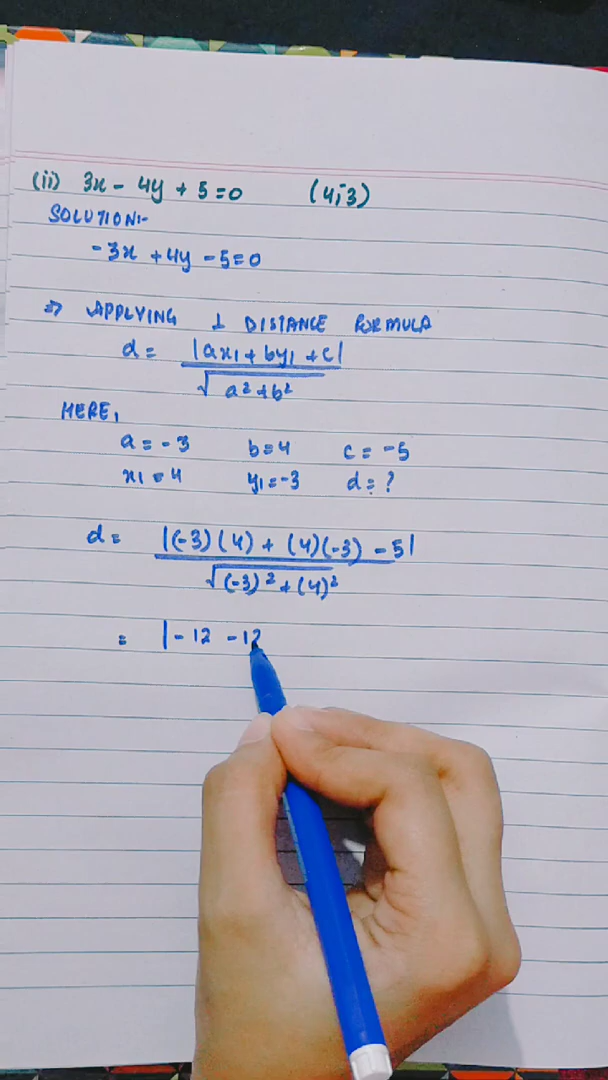 (ii) 3x - 4y + 5 = 0 (4,-3)
SOLUTION:-
-3x + 4y - 5 = 0
⇒ APPLYING ⊥ DISTANCE FORMULA
d = |ax₁ + by₁ + c|
√a² + b²
HERE,
a = -3 b = 4 c = -5
x₁ = 4 y₁ = -3 d = ?
d = |(-3)(4) + (4)(-3) - 5|
√(-3)² + (4)²
= |-12 -12